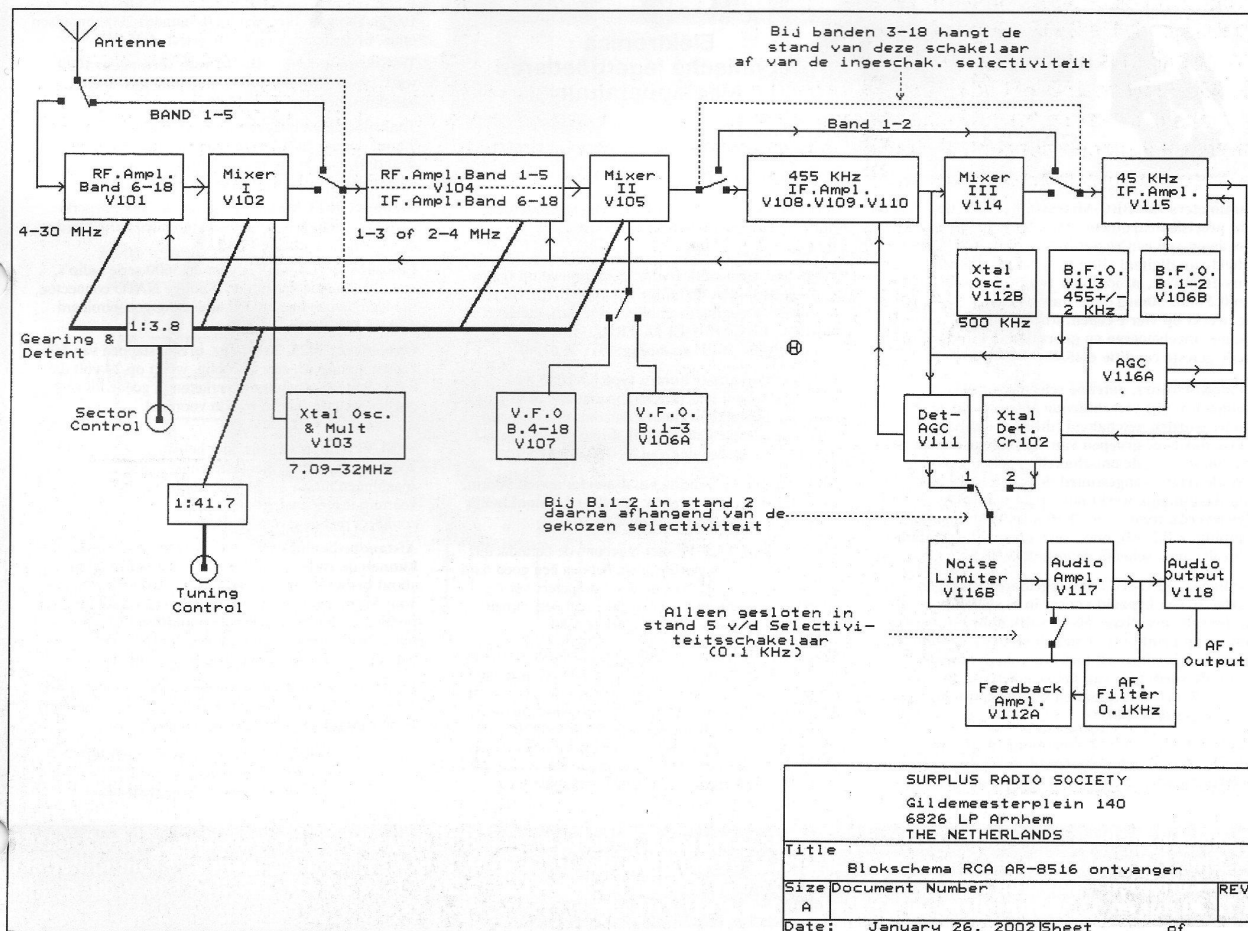 Antenne
BAND 1-5
Bij banden 3-18 hangt de
stand van deze schakelaar
af van de ingeschak. selectiviteit
Band 1-2
RF.Ampl.
Band 6-18
V101
Mixer
I
V102
RF.Ampl.Band 1-5
V104
IF.Ampl.Band 6-18
Mixer
II
V105
455 KHz
IF.Ampl.
V108.V109.V110
Mixer
III
V114
45 KHz
IF.Ampl.
V115
4-30 MHz
1-3 of 2-4 MHz
Xtal
Osc.
V112B
500 KHz
B.F.O.
V113
455+/-
2 KHz
B.F.O.
B.1-2
V106B
1:3.8
Gearing &
Detent
AGC
V116A
Sector
Control
Xtal Osc.
& Mult
V103
7.09-32MHz
V.F.O
B.4-18
V107
V.F.O.
B.1-3
V106A
Det-
AGC
V111
Xtal
Det.
Cr102
1
2
1:41.7
Tuning
Control
Bij B.1-2 in stand 2
daarna afhangend van de
gekozen selectiviteit
Noise
Limiter
V116B
Audio
Ampl.
V117
Audio
Output
V118
Alleen gesloten in
stand 5 v/d Selectivi-
teitsschakelaar
(0.1 KHz)
AF.
Output
Feedback
Ampl.
V112A
AF.
Filter
0.1KHz
SURPLUS RADIO SOCIETY
Gildemeesterplein 140
6826 LP Arnhem
THE NETHERLANDS
Title
Blokschema RCA AR-8516 ontvangen
Size Document Number REV
A
Date: January 26, 2002 Sheet of